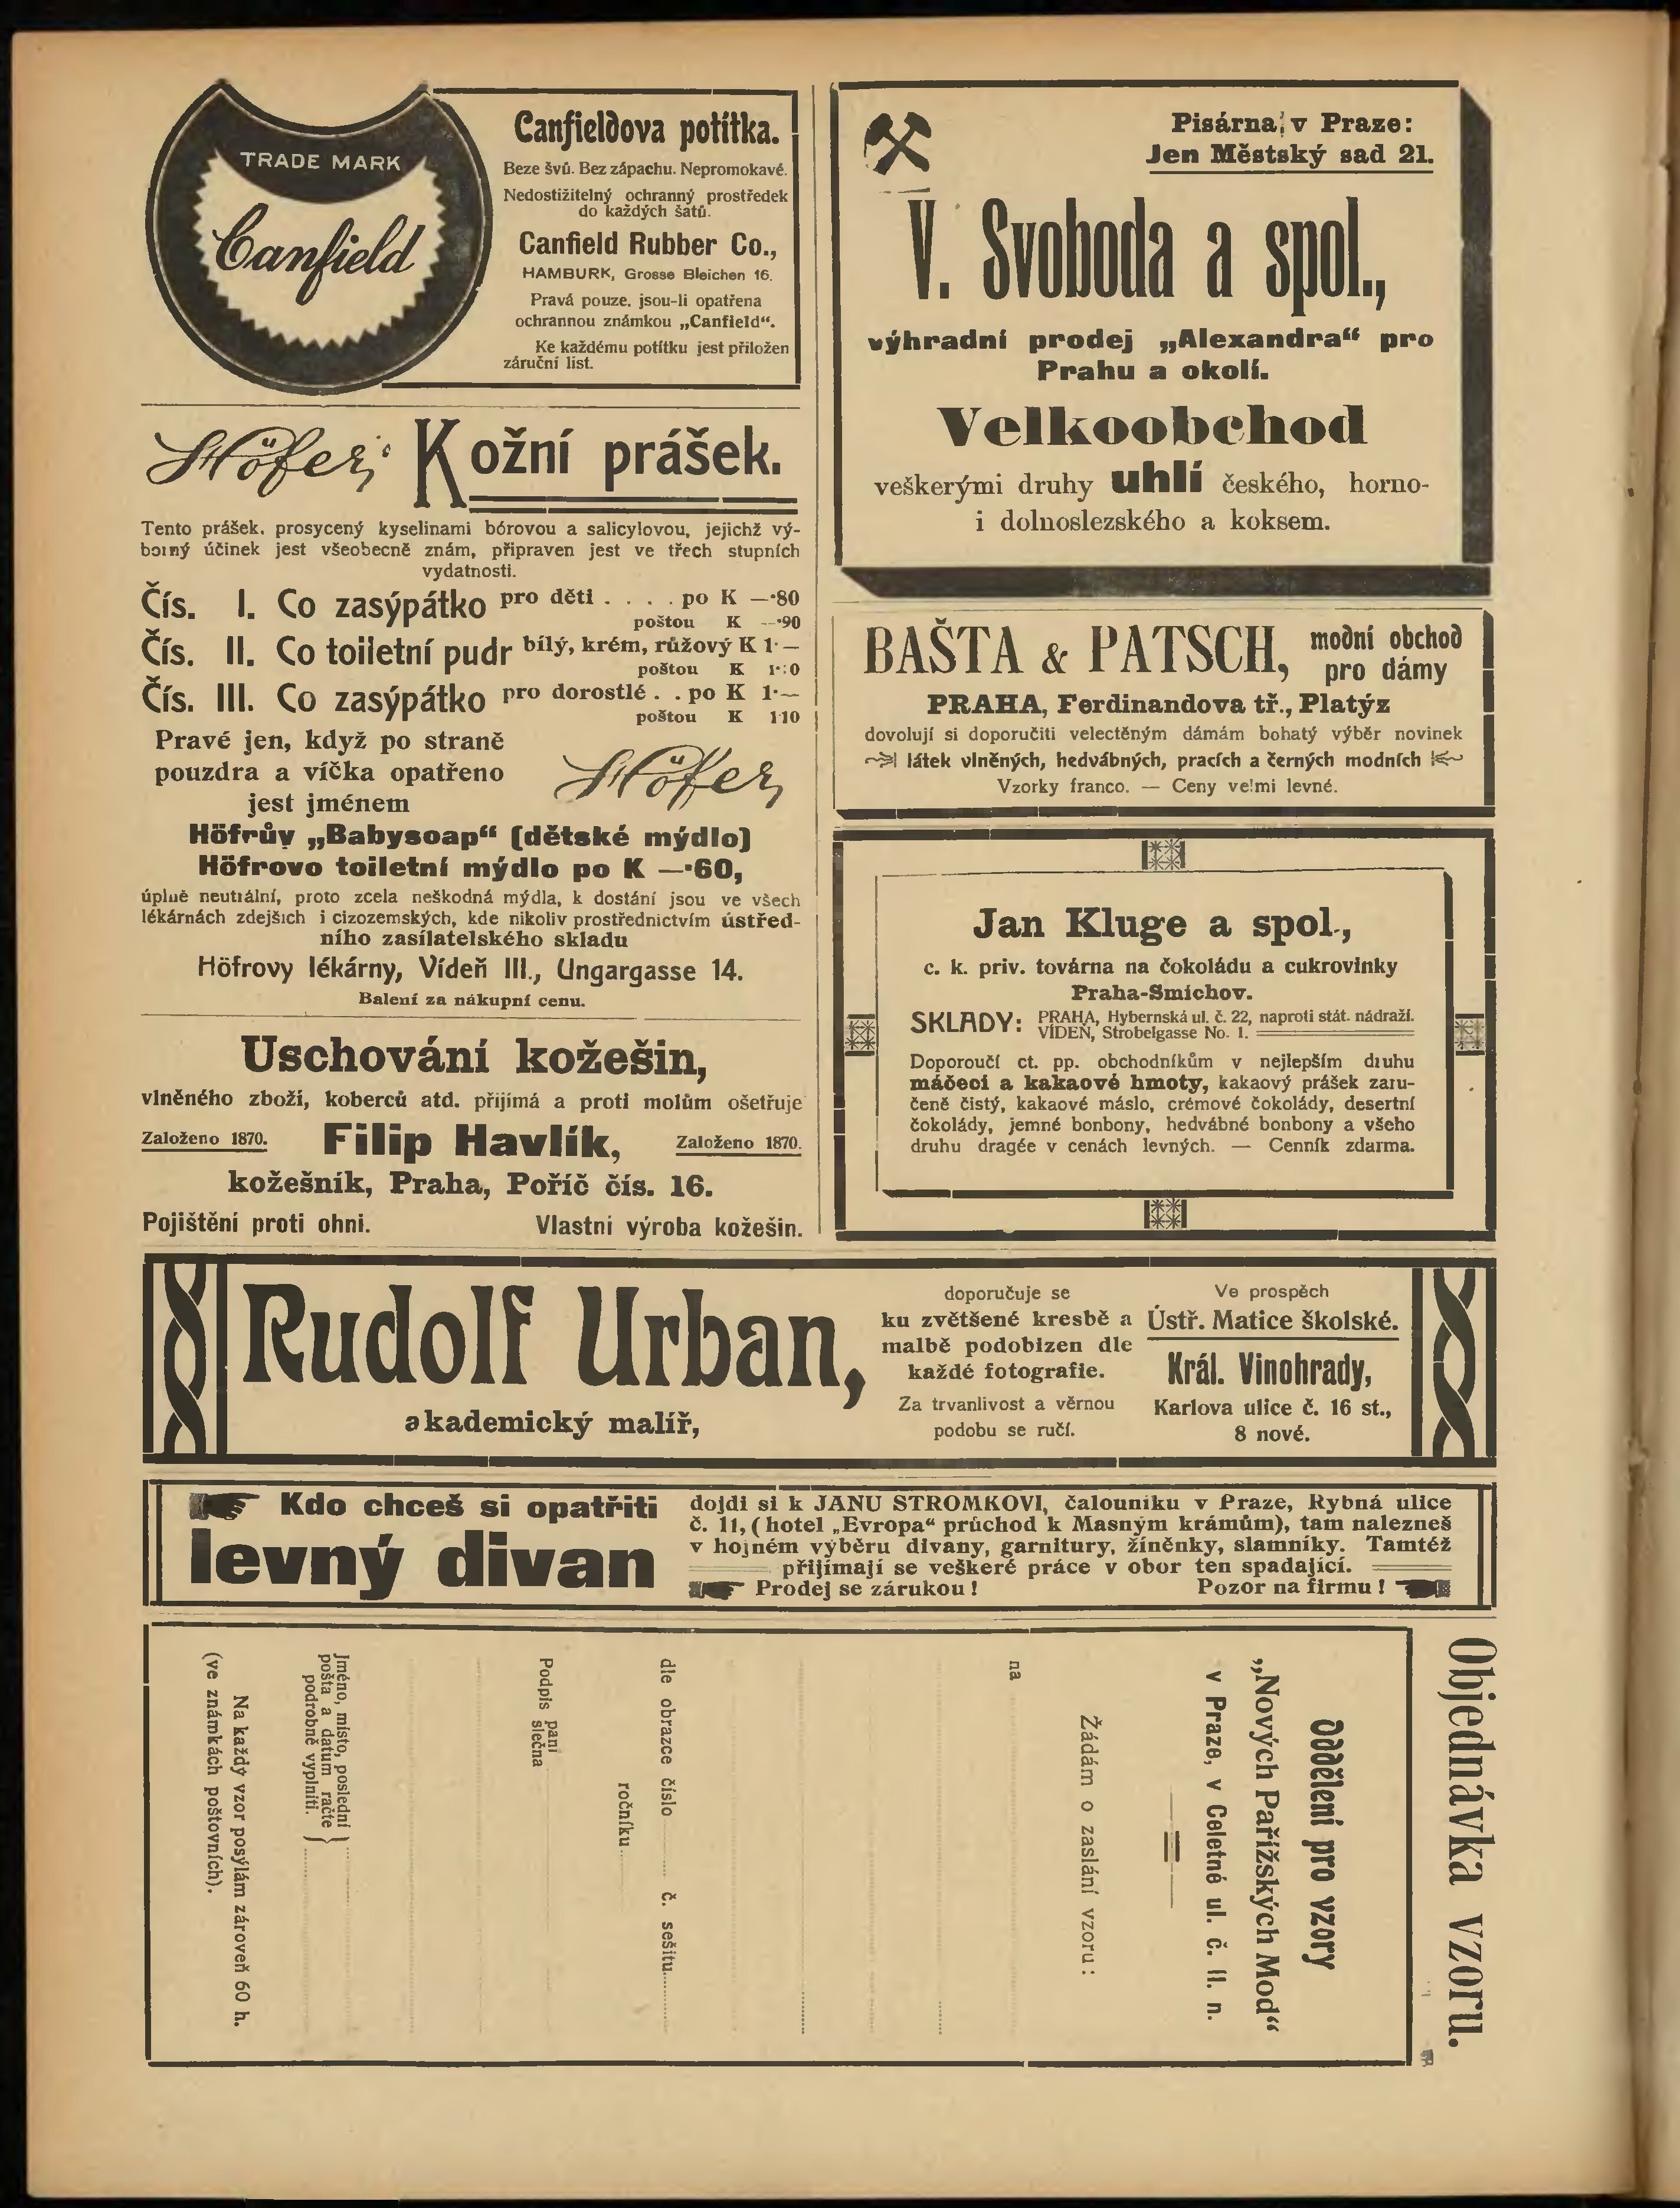 TRADE MARK
Canfield
Canfieldova potítka.
Beze švů. Bez zápachu. Nepromokavé.
Nedostižitelný ochranný prostředek
do každých šatů.
Canfield Rubber Co.,
HAMBURK, Grosse Bleichen 16.
Pravá pouze, jsou-li opatřena
ochrannou známkou „Canfield“.
Ke každému potítku jest přiložen
záruční list.
Höfer's Kožní prášek.
Tento prášek, prosycený kyselinami bórovou a salicylovou, jejichž vý-
borný účinek jest všeobecně znám, připraven jest ve třech stupních
vydatnosti.
Čís. I. Co zasýpátko pro děti . . . . po K —·80
poštou K —·90
Čís. II. Co toiletní pudr bílý, krém, růžový K 1·—
poštou K
Čís. III. Co zasýpátko pro dorostlé . . po K 1·—
poštou K 1·10
Pravé jen, když po straně
pouzdra a víčka opatřeno
jest jménem
Höfer
Höfrův „Babysoap“ (dětské mýdlo)
Höfrovo toiletní mýdlo po K —·60,
úplně neutrální, proto zcela neškodná mýdla, k dostání jsou ve všech
lékárnách zdejších i cizozemských, kde nikoliv prostřednictvím ústřed-
ního zasílatelského skladu
Höfrovy lékárny, Vídeň III., Ungargasse 14.
Balení za nákupní cenu.
Uschování kožešin,
vlněného zboží, koberců atd. přijímá a proti molům ošetřuje
Založeno 1870. Filip Havlík, Založeno 1870.
kožešník, Praha, Poříč čís. 16.
Pojištění proti ohni. Vlastní výroba kožešin.
Pisárna v Praze:
Jen Městský sad 21.
V. Svoboda a spol.,
výhradní prodej „Alexandra“ pro
Prahu a okolí.
Velkoobchod
veškerými druhy uhlí českého, horno-
i dolnoslezského a koksem.
BAŠTA & PATSCH, modní obchod
pro dámy
PRAHA, Ferdinandova tř., Platýz
dovolují si doporučiti velectěným dámám bohatý výběr novinek
látek vlněných, hedvábných, pracích a černých modních
Vzorky franco. — Ceny velmi levné.
Jan Kluge a spol.,
c. k. priv. továrna na čokoládu a cukrovinky
Praha-Smichov.
SKLADY: PRAHA, Hybernská ul. č. 22, naproti stát. nádraží.
VÍDEŇ, Strobelgasse No. 1.
Doporoučí ct. pp. obchodníkům v nejlepším druhu
máčecí a kakaové hmoty, kakaový prášek zaru-
čeně čistý, kakaové máslo, crémové čokolády, desertní
čokolády, jemné bonbony, hedvábné bonbony a všeho
druhu dragée v cenách levných. — Cenník zdarma.
Rudolf Urban,
akademický malíř,
doporučuje se
ku zvětšené kresbě a
malbě podobizen dle
každé fotografie.
Za trvanlivost a věrnou
podobu se ručí.
Ve prospěch
Ústř. Matice školské.
Král. Vinohrady,
Karlova ulice č. 16 st.,
8 nové.
Kdo chceš si opatřiti
levný divan
dojdi si k JANU STROMKOVI, čalouníku v Praze, Rybná ulice
č. 11, (hotel „Evropa“ průchod k Masným krámům), tam nalezneš
v hojném výběru divany, garnitury, žíněnky, slamníky. Tamtéž
přijímají se veškeré práce v obor ten spadající.
Prodej se zárukou! Pozor na firmu!
Objednávka vzoru.
Oddělení pro vzory
„Nových Pařížských Mod“
v Praze, v Celetné ul. č. 11. n.
Žádám o zaslání vzoru:
na
dle obrazce číslo č. sešitu
ročníku
Podpis paní
slečna
Jméno, místo, poslední
pošta a datum račte
podrobně vyplniti.
Na každý vzor posýlám zároveň 60 h.
(ve známkách poštovních).